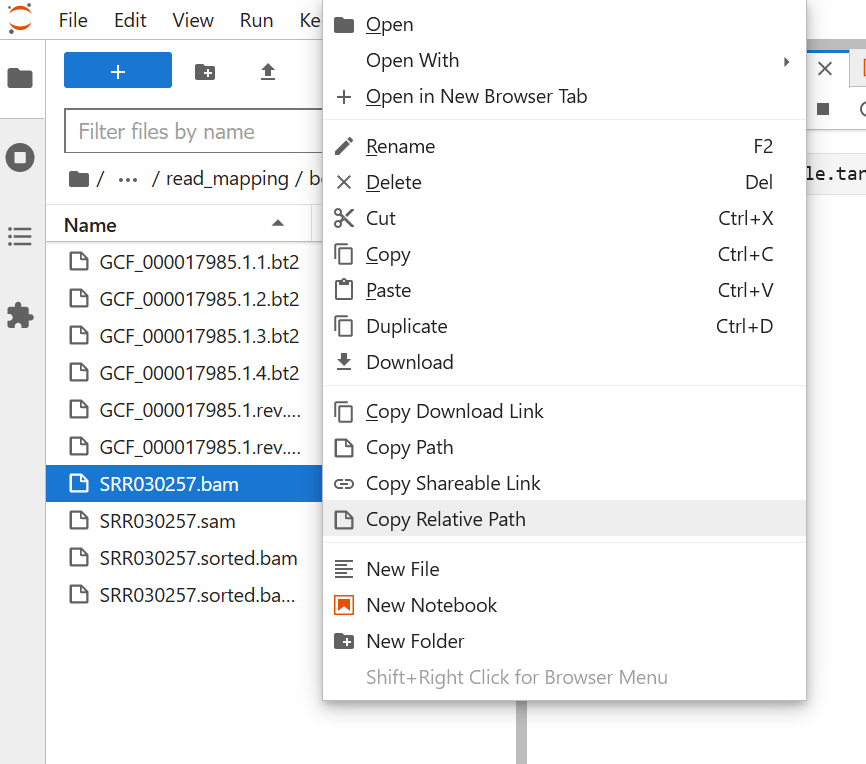 File Edit View Run Ke
+
Filter files by name
/ ... / read_mapping / b
Name
GCF_000017985.1.1.bt2
GCF_000017985.1.2.bt2
GCF_000017985.1.3.bt2
GCF_000017985.1.4.bt2
GCF_000017985.1.rev....
GCF_000017985.1.rev....
SRR030257.bam
SRR030257.sam
SRR030257.sorted.bam
SRR030257.sorted.ba...
Open
Open With
Open in New Browser Tab
Rename F2
Delete Del
Cut Ctrl+X
Copy Ctrl+C
Paste Ctrl+V
Duplicate Ctrl+D
Download
Copy Download Link
Copy Path
Copy Shareable Link
Copy Relative Path
New File
New Notebook
New Folder
Shift+Right Click for Browser Menu
le.tar